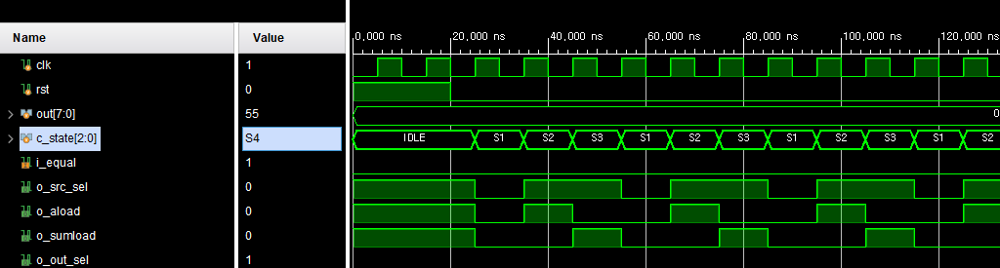 Name Value
0,000 ns 20,000 ns 40,000 ns 60,000 ns 80,000 ns 100,000 ns 120,000
clk 1
rst 0
out[7:0] 55 0
c_state[2:0] S4 IDLE S1 S2 S3 S1 S2 S3 S1 S2 S3 S1 S2
i_equal 1
o_src_sel 0
o_aload 0
o_sumload 0
o_out_sel 1